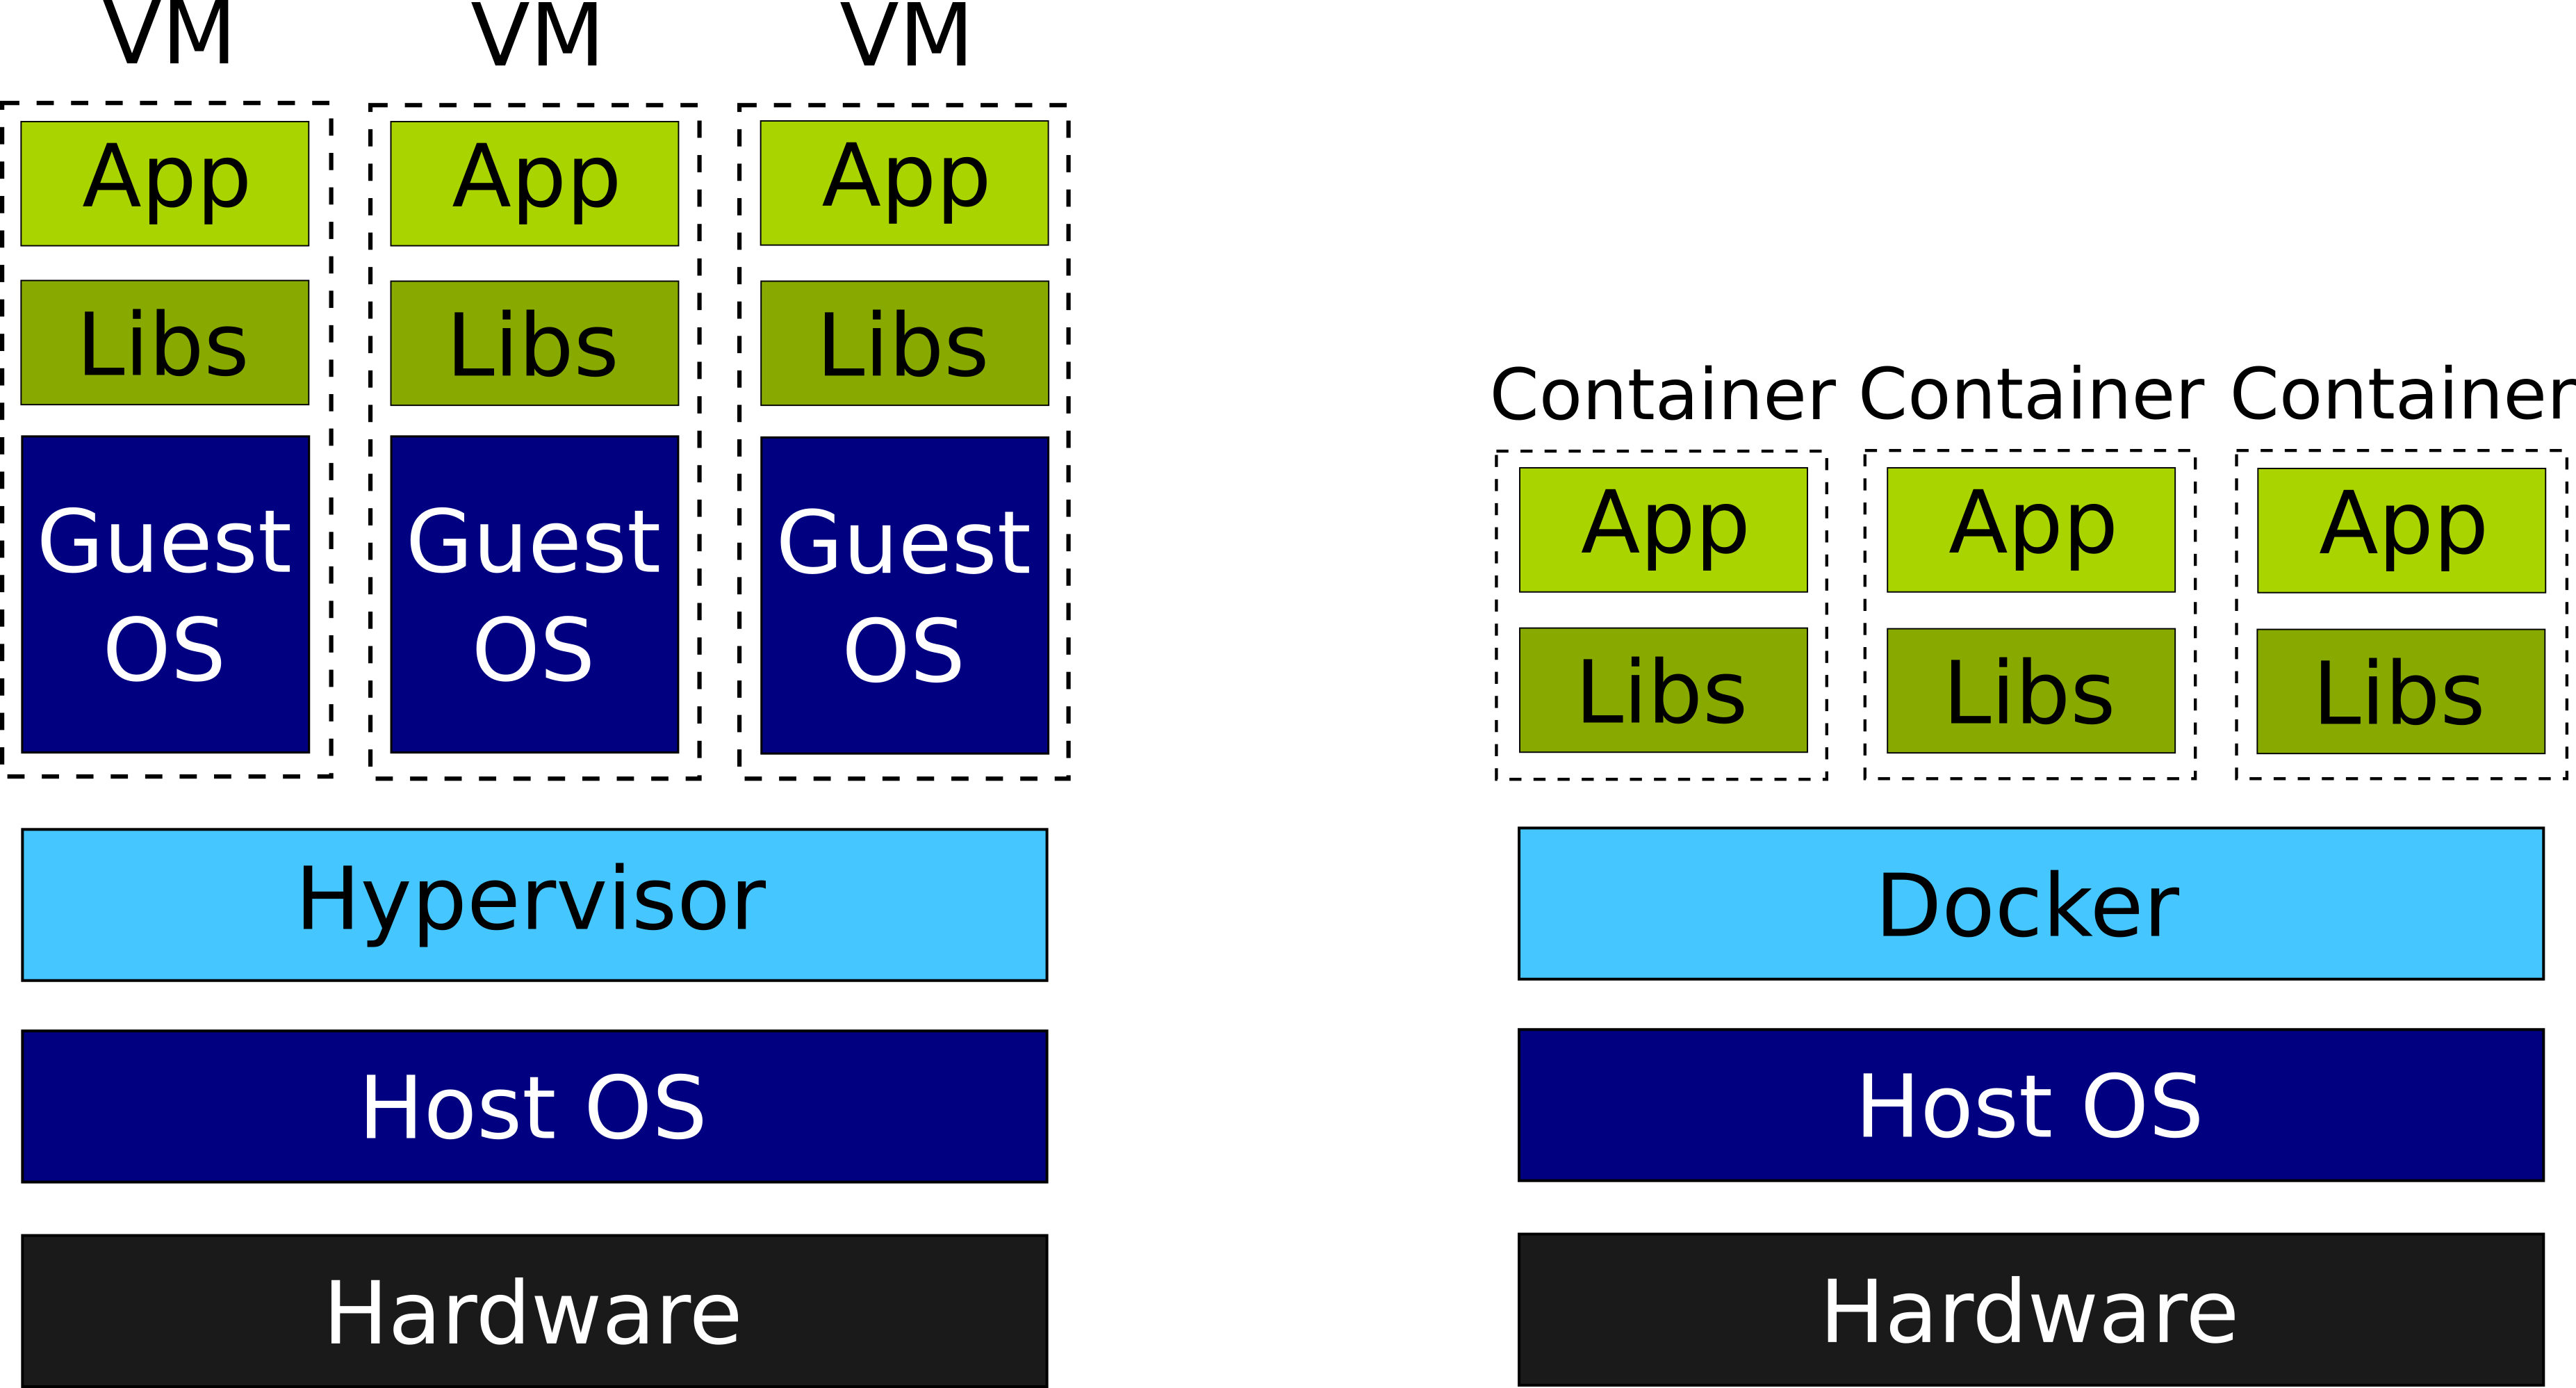 VM VM VM
App App App
Libs Libs Libs
Guest Guest Guest
OS OS OS
Hypervisor
Host OS
Hardware
Container Container Container
App App App
Libs Libs Libs
Docker
Host OS
Hardware